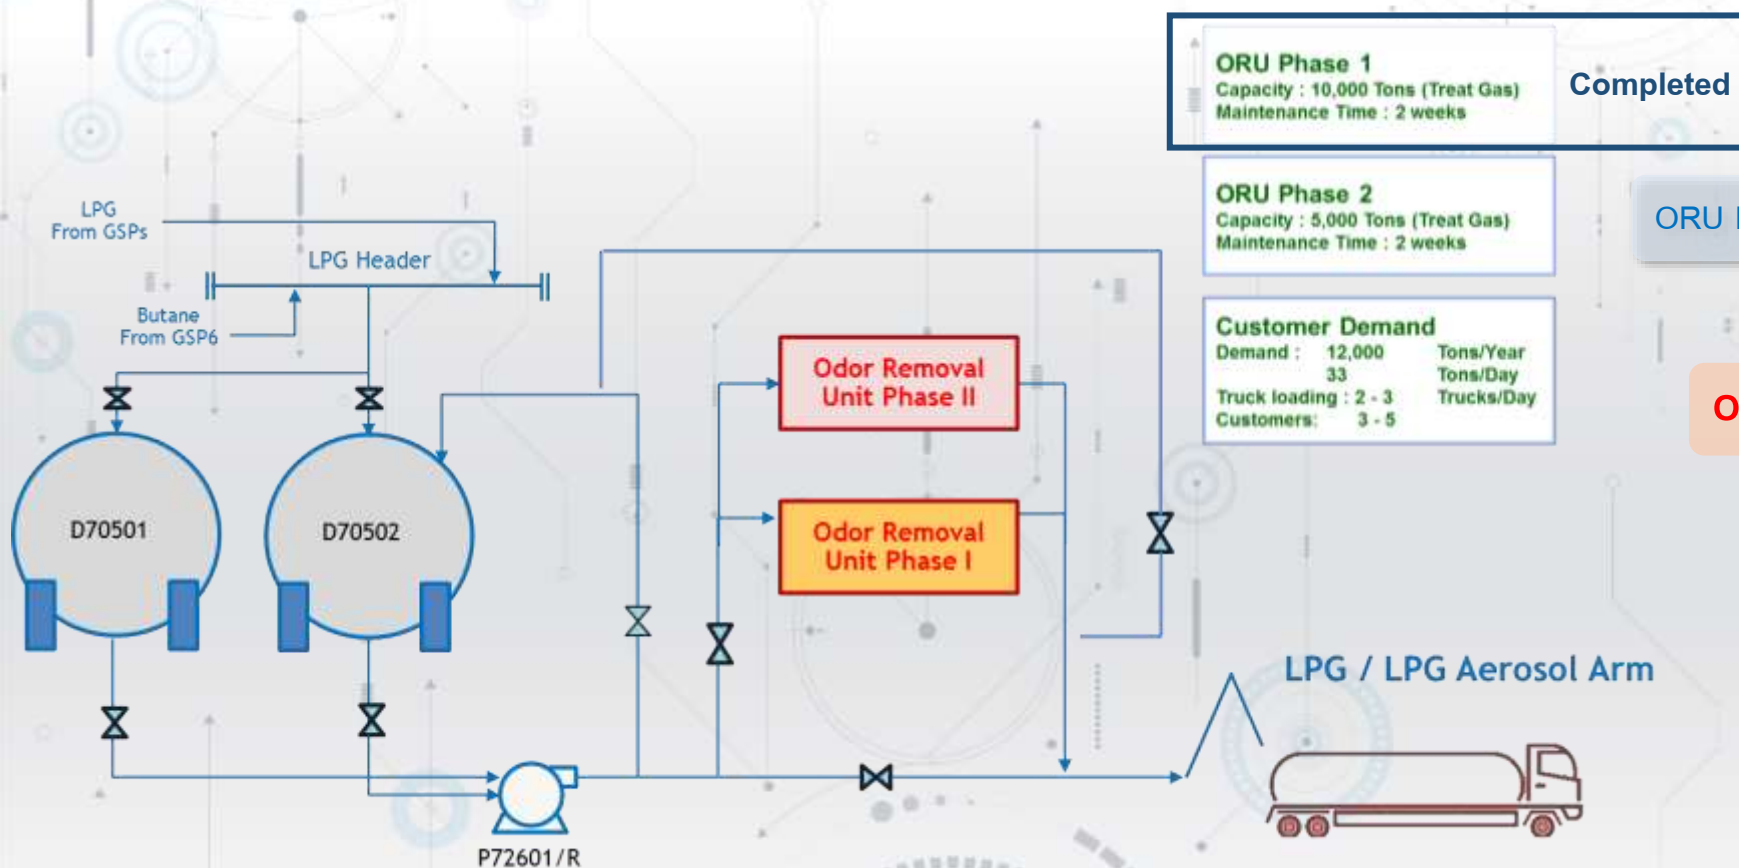 ORU Phase 1
Capacity : 10,000 Tons (Treat Gas)
Maintenance Time : 2 weeks
Completed
ORU Phase 2
Capacity : 5,000 Tons (Treat Gas)
Maintenance Time : 2 weeks
ORU
LPG
From GSPs
LPG Header
Butane
From GSP6
Customer Demand
Demand : 12,000 Tons/Year
33 Tons/Day
Truck loading : 2 - 3 Trucks/Day
Customers: 3 - 5
Odor Removal
Unit Phase II
D70501
D70502
Odor Removal
Unit Phase I
LPG / LPG Aerosol Arm
P72601/R